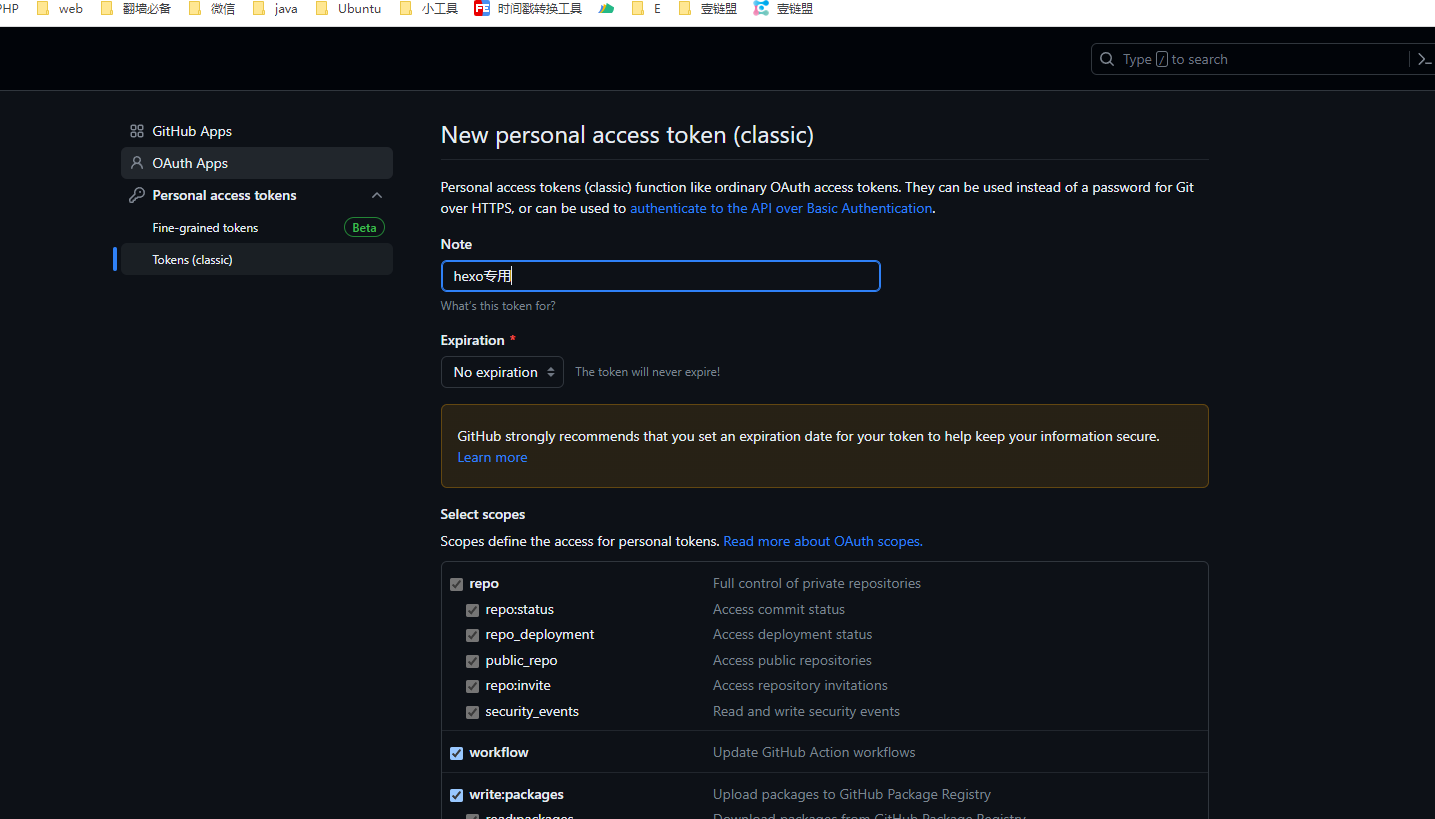 PHP web 翻墙必备 微信 java Ubuntu 小工具 FE 时间戳转换工具 E 壹链盟 壹链盟
Type / to search
GitHub Apps
OAuth Apps
Personal access tokens
Fine-grained tokens Beta
Tokens (classic)
New personal access token (classic)
Personal access tokens (classic) function like ordinary OAuth access tokens. They can be used instead of a password for Git
over HTTPS, or can be used to authenticate to the API over Basic Authentication.
Note
hexo专用
What's this token for?
Expiration *
No expiration The token will never expire!
GitHub strongly recommends that you set an expiration date for your token to help keep your information secure.
Learn more
Select scopes
Scopes define the access for personal tokens. Read more about OAuth scopes.
repo Full control of private repositories
repo:status Access commit status
repo_deployment Access deployment status
public_repo Access public repositories
repo:invite Access repository invitations
security_events Read and write security events
workflow Update GitHub Action workflows
write:packages Upload packages to GitHub Package Registry
read:packages Download packages from GitHub Package Registry